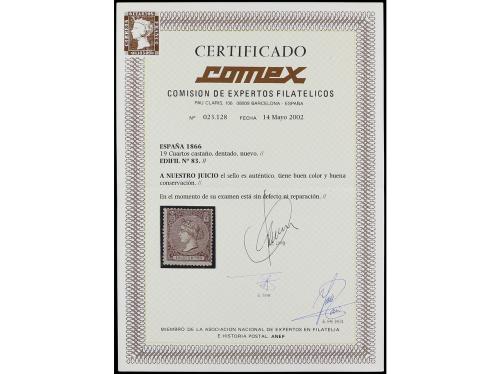 CERTIFICADO
comex
COMISION DE EXPERTOS FILATELICOS
PAU CLARIS, 106 08009 BARCELONA - ESPAÑA
Nº 023.128 FECHA 14 Mayo 2002
ESPAÑA 1866
19 Cuartos castaño, dentado, nuevo. //
EDIFIL Nº 83. //
A NUESTRO JUICIO el sello es auténtico, tiene buen color y buena
conservación. //
En el momento de su examen está sin defecto ni reparación. //
MIEMBRO DE LA ASOCIACION NACIONAL DE EXPERTOS EN FILATELIA
E HISTORIA POSTAL ANEF